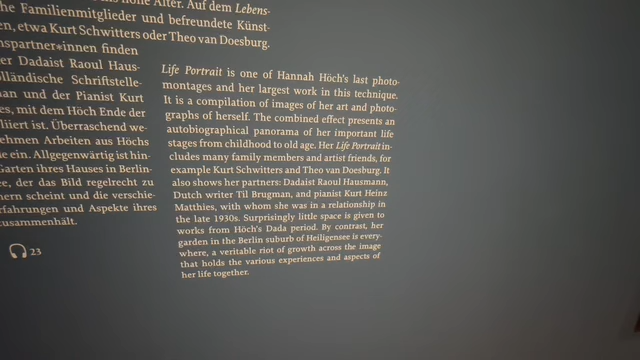 hohe Alter. Auf dem Lebens-
he Familienmitglieder und befreundete Künst-
en, etwa Kurt Schwitters oder Theo van Doesburg.
nspartner*innen finden
er Dadaist Raoul Haus-
olländische Schriftstelle-
an und der Pianist Kurt
es, mit dem Höch Ende der
liiert ist. Überraschend we-
nehmen Arbeiten aus Höchs
e ein. Allgegenwärtig ist hin-
Garten ihres Hauses in Berlin-
ee, der das Bild regelrecht zu
hern scheint und die verschie-
rfahrungen und Aspekte ihres
zusammenhält.
23
Life Portrait is one of Hannah Höch's last photo-
montages and her largest work in this technique.
It is a compilation of images of her art and photo-
graphs of herself. The combined effect presents an
autobiographical panorama of her important life
stages from childhood to old age. Her Life Portrait in-
cludes many family members and artist friends, for
example Kurt Schwitters and Theo van Doesburg. It
also shows her partners: Dadaist Raoul Hausmann,
Dutch writer Til Brugman, and pianist Kurt Heinz
Matthies, with whom she was in a relationship in
the late 1930s. Surprisingly little space is given to
works from Höch's Dada period. By contrast, her
garden in the Berlin suburb of Heiligensee is every-
where, a veritable riot of growth across the image
that holds the various experiences and aspects of
her life together.